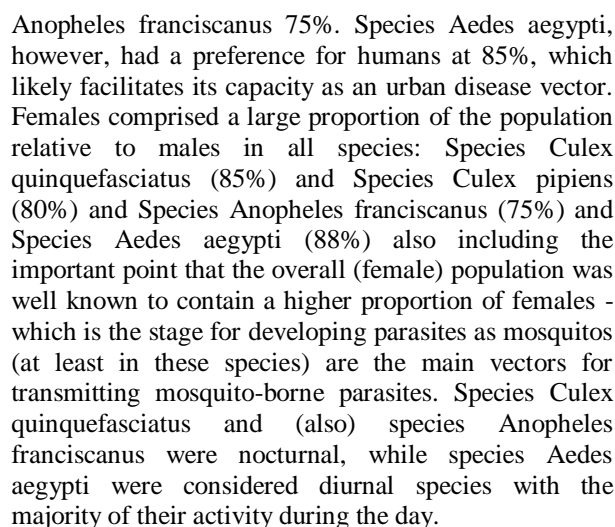 Anopheles franciscanus 75%. Species Aedes aegypti,
however, had a preference for humans at 85%, which
likely facilitates its capacity as an urban disease vector.
Females comprised a large proportion of the population
relative to males in all species: Species Culex
quinquefasciatus (85%) and Species Culex pipiens
(80%) and Species Anopheles franciscanus (75%) and
Species Aedes aegypti (88%) also including the
important point that the overall (female) population was
well known to contain a higher proportion of females -
which is the stage for developing parasites as mosquitos
(at least in these species) are the main vectors for
transmitting mosquito-borne parasites. Species Culex
quinquefasciatus and (also) species Anopheles
franciscanus were nocturnal, while species Aedes
aegypti were considered diurnal species with the
majority of their activity during the day.